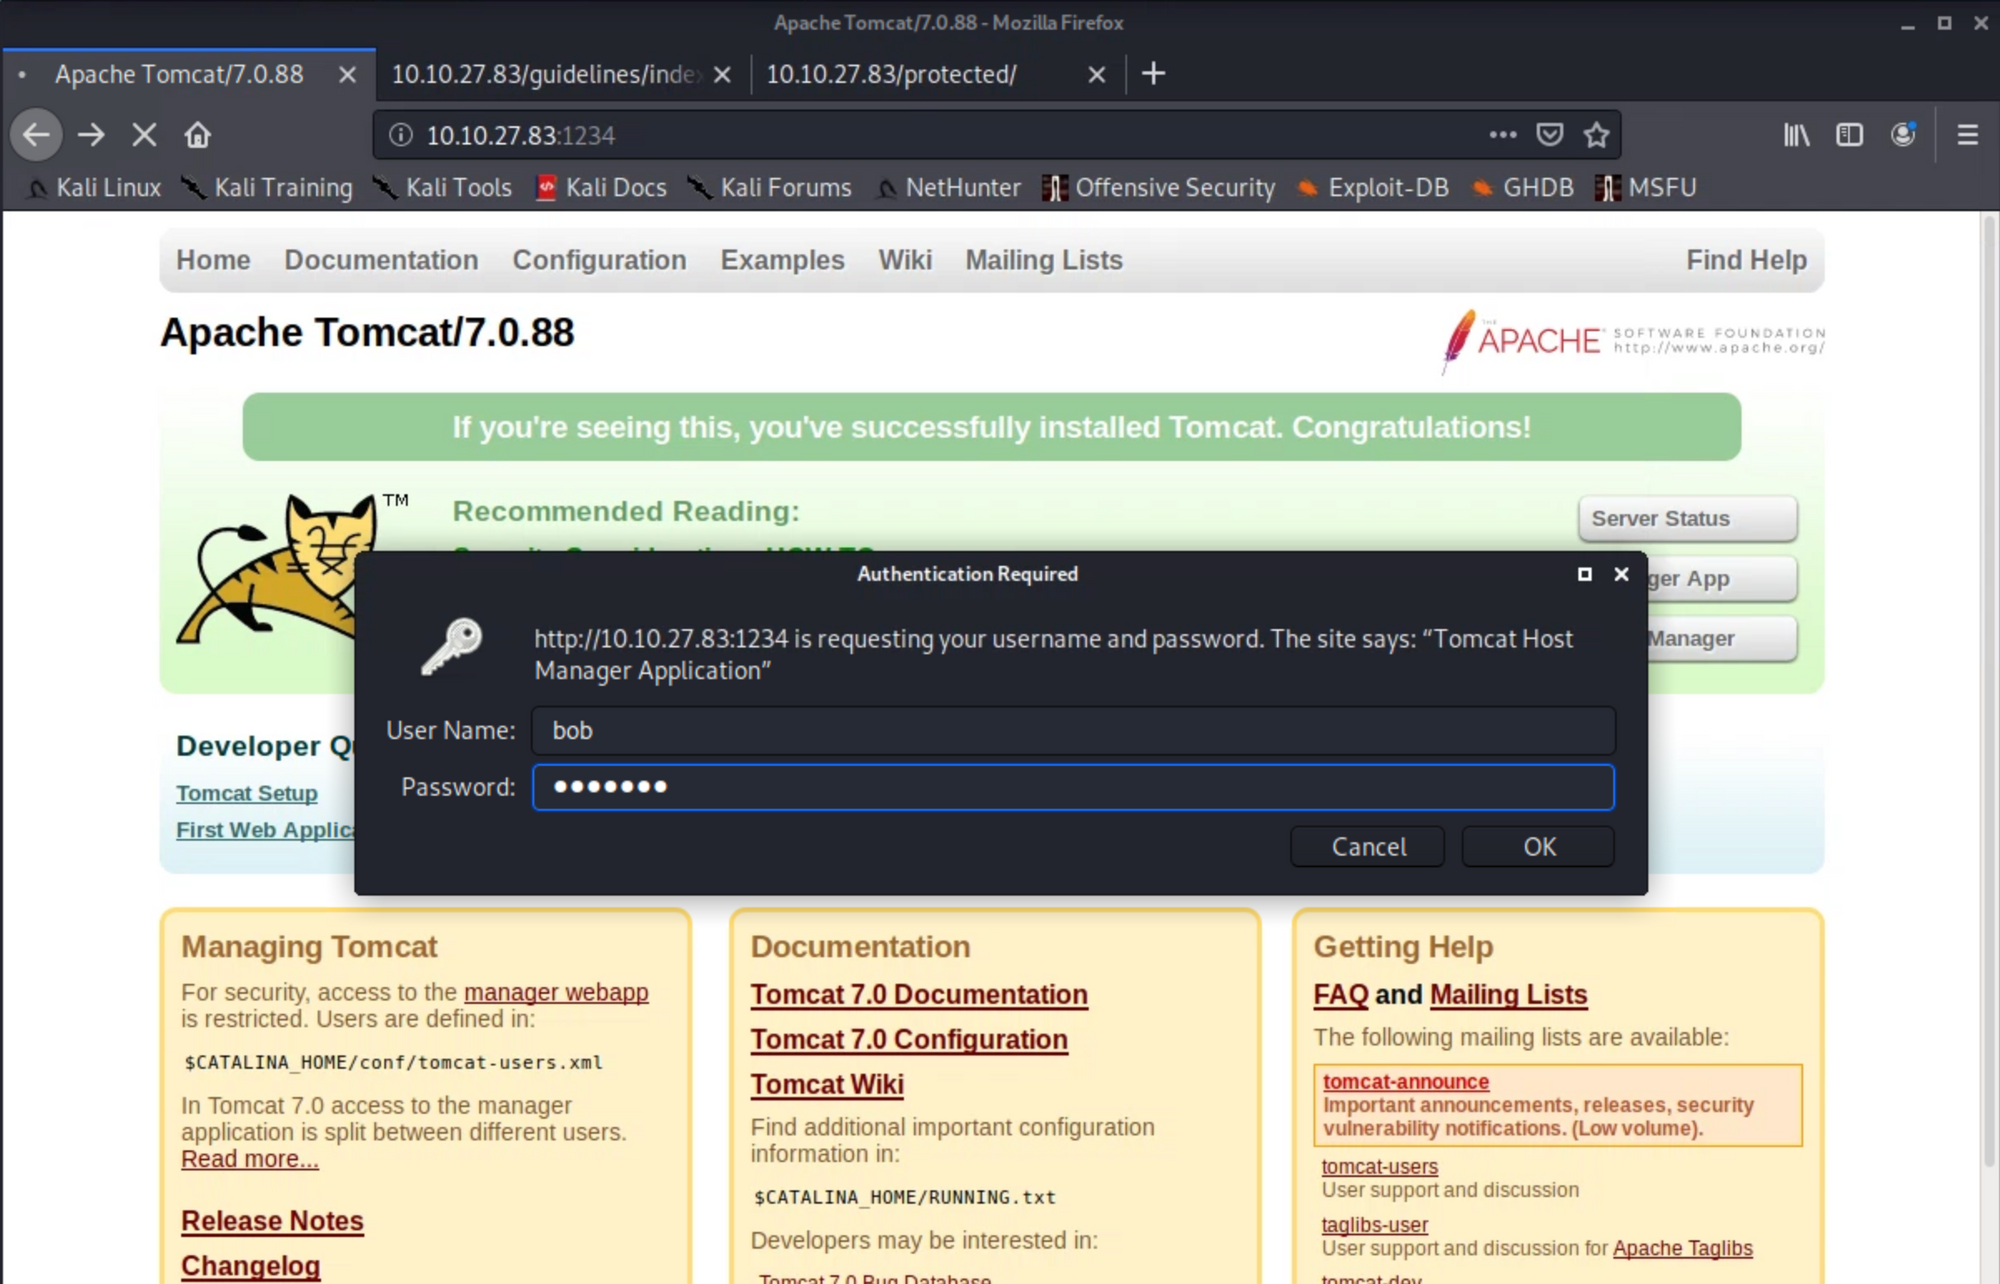 Apache Tomcat/7.0.88 - Mozilla Firefox
Apache Tomcat/7.0.88
10.10.27.83/guidelines/inde
10.10.27.83/protected/
10.10.27.83:1234
Kali Linux
Kali Training
Kali Tools
Kali Docs
Kali Forums
NetHunter
Offensive Security
Exploit-DB
GHDB
MSFU
Home
Documentation
Configuration
Examples
Wiki
Mailing Lists
Find Help
Apache Tomcat/7.0.88
THE APACHE SOFTWARE FOUNDATION
http://www.apache.org/
If you're seeing this, you've successfully installed Tomcat. Congratulations!
TM
Recommended Reading:
Server Status
ger App
Manager
Authentication Required
http://10.10.27.83:1234 is requesting your username and password. The site says: “Tomcat Host
Manager Application”
User Name: bob
Password: •••••••
Cancel
OK
Developer Q
Tomcat Setup
First Web Applic
Managing Tomcat
For security, access to the manager webapp
is restricted. Users are defined in:
$CATALINA_HOME/conf/tomcat-users.xml
In Tomcat 7.0 access to the manager
application is split between different users.
Read more...
Release Notes
Changelog
Documentation
Tomcat 7.0 Documentation
Tomcat 7.0 Configuration
Tomcat Wiki
Find additional important configuration
information in:
$CATALINA_HOME/RUNNING.txt
Developers may be interested in:
Tomcat 7.0 Bug Database
Getting Help
FAQ and Mailing Lists
The following mailing lists are available:
tomcat-announce
Important announcements, releases, security
vulnerability notifications. (Low volume).
tomcat-users
User support and discussion
taglibs-user
User support and discussion for Apache Taglibs
tomcat-dev